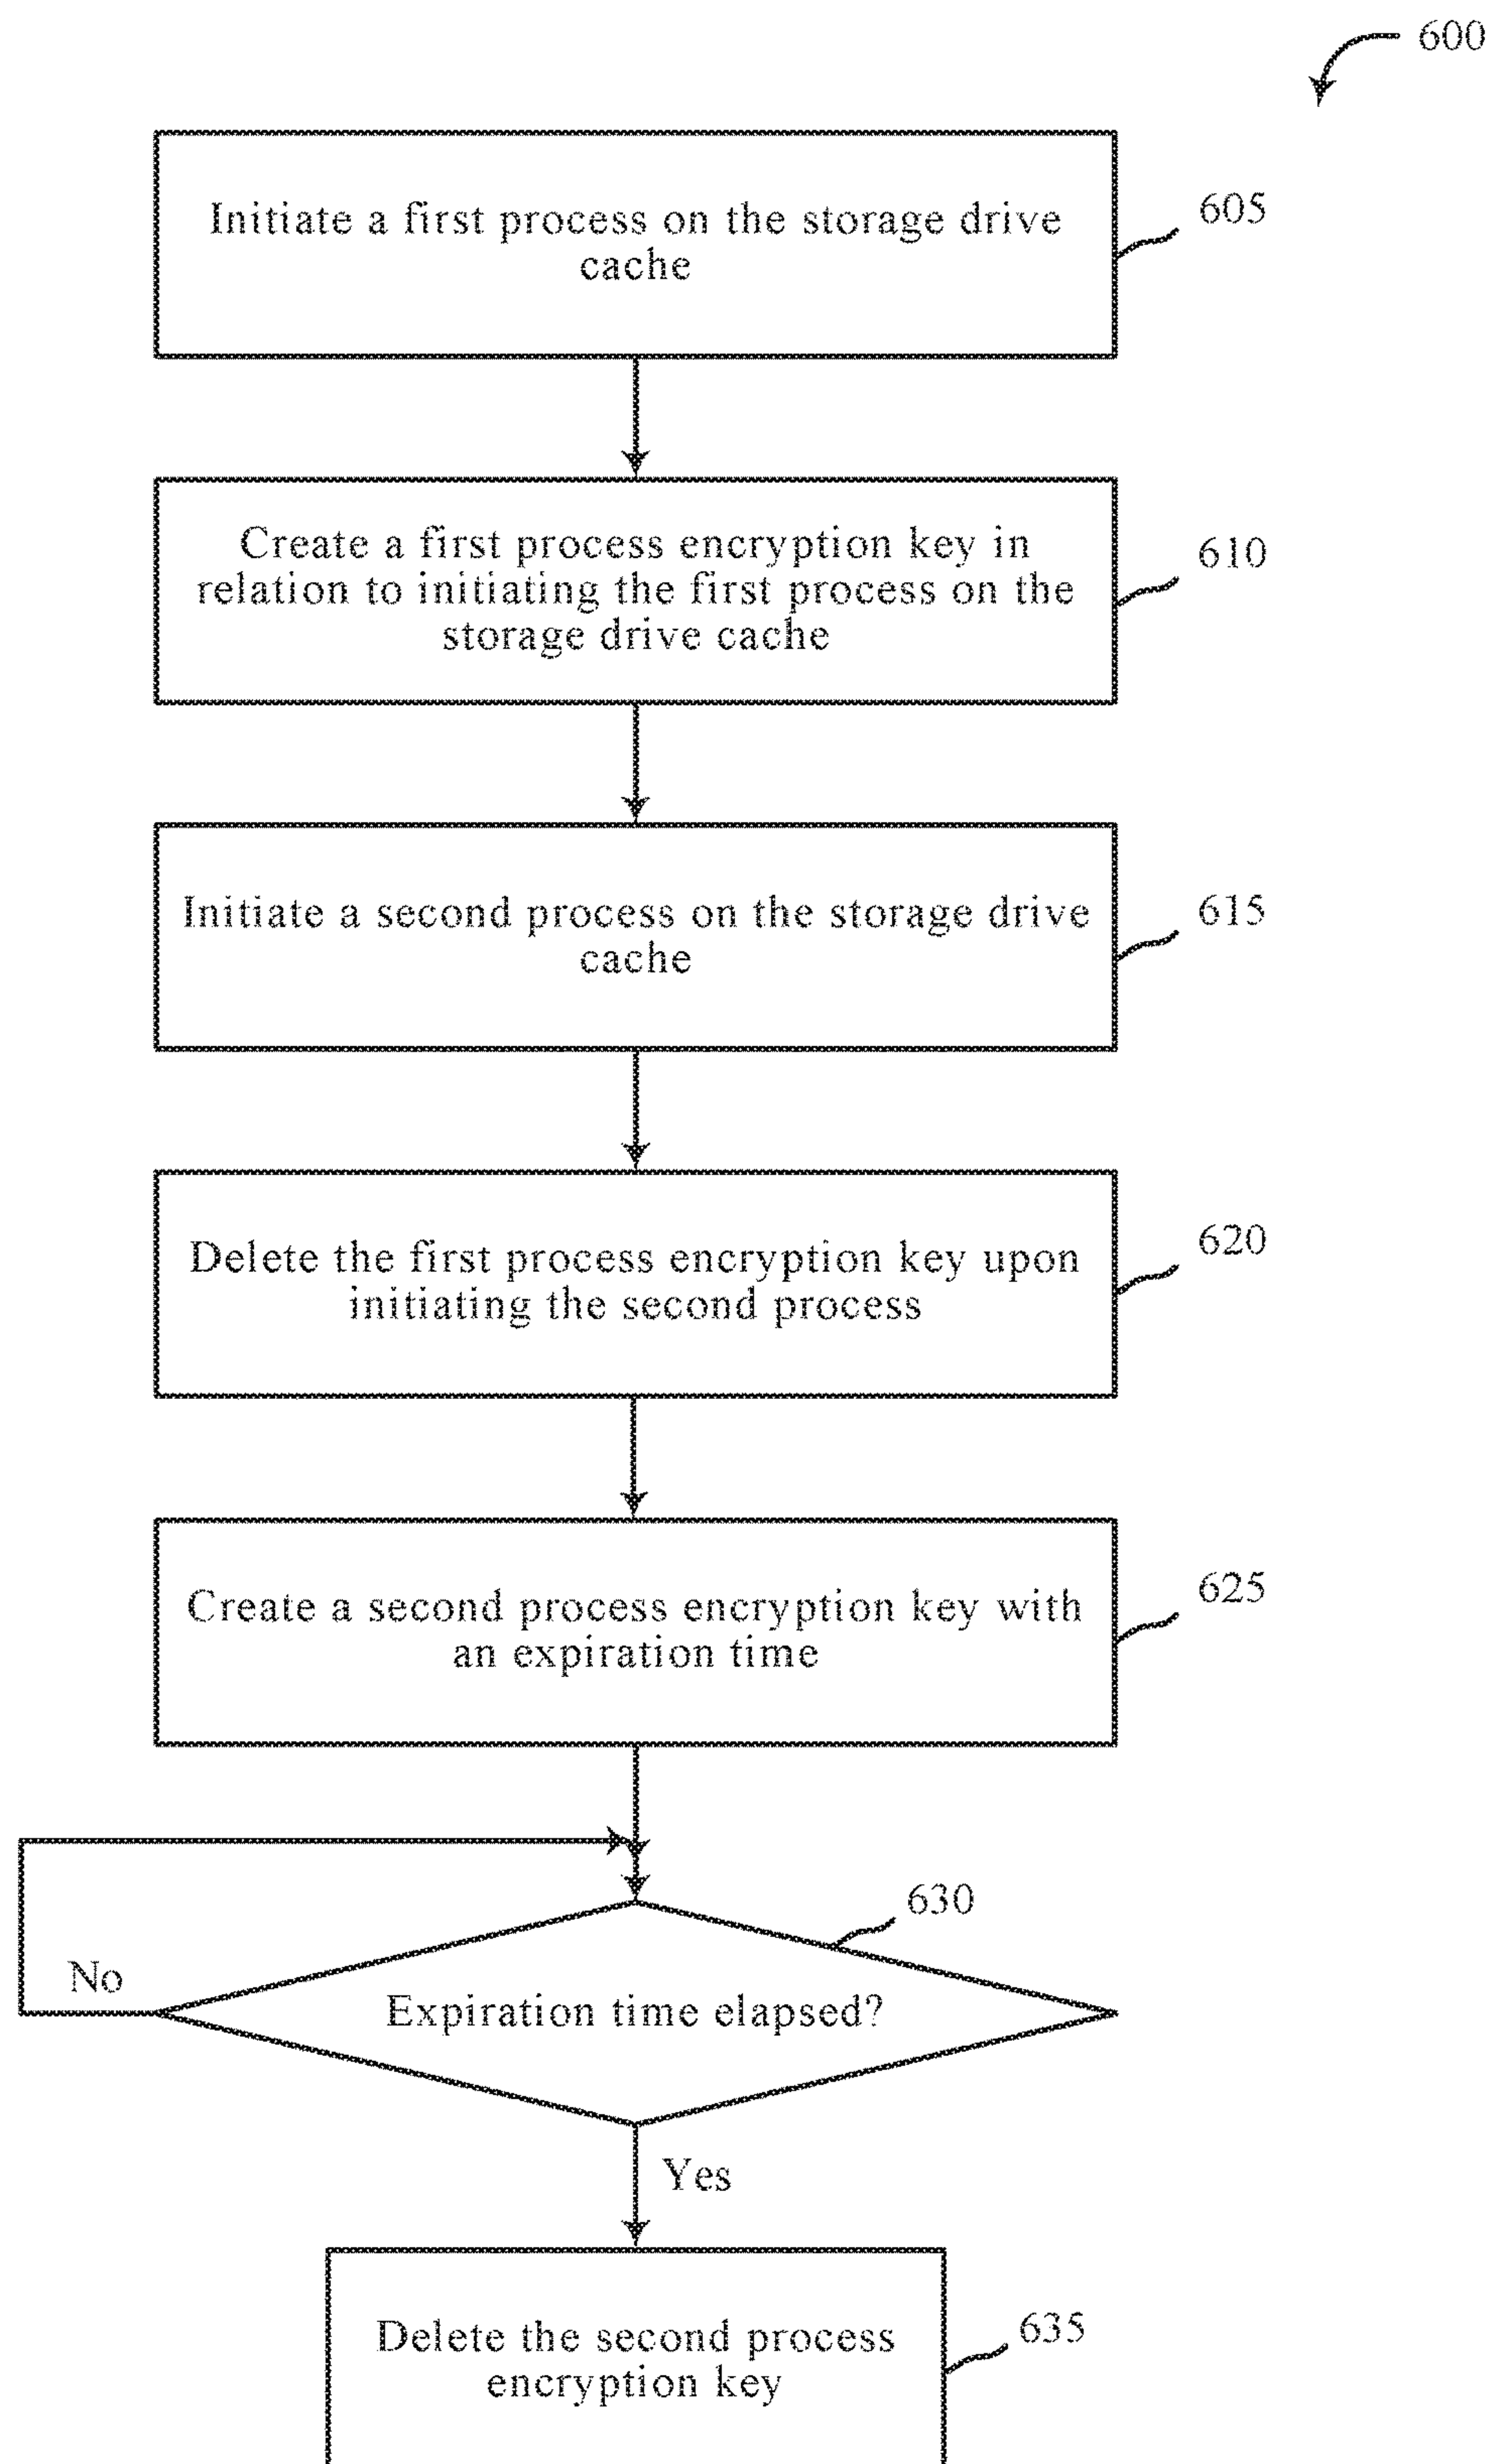 600
Initiate a first process on the storage drive
cache
605
Create a first process encryption key in
relation to initiating the first process on the
storage drive cache
610
Initiate a second process on the storage drive
cache
615
Delete the first process encryption key upon
initiating the second process
620
Create a second process encryption key with
an expiration time
625
630
No
Expiration time elapsed?
Yes
Delete the second process
encryption key
635